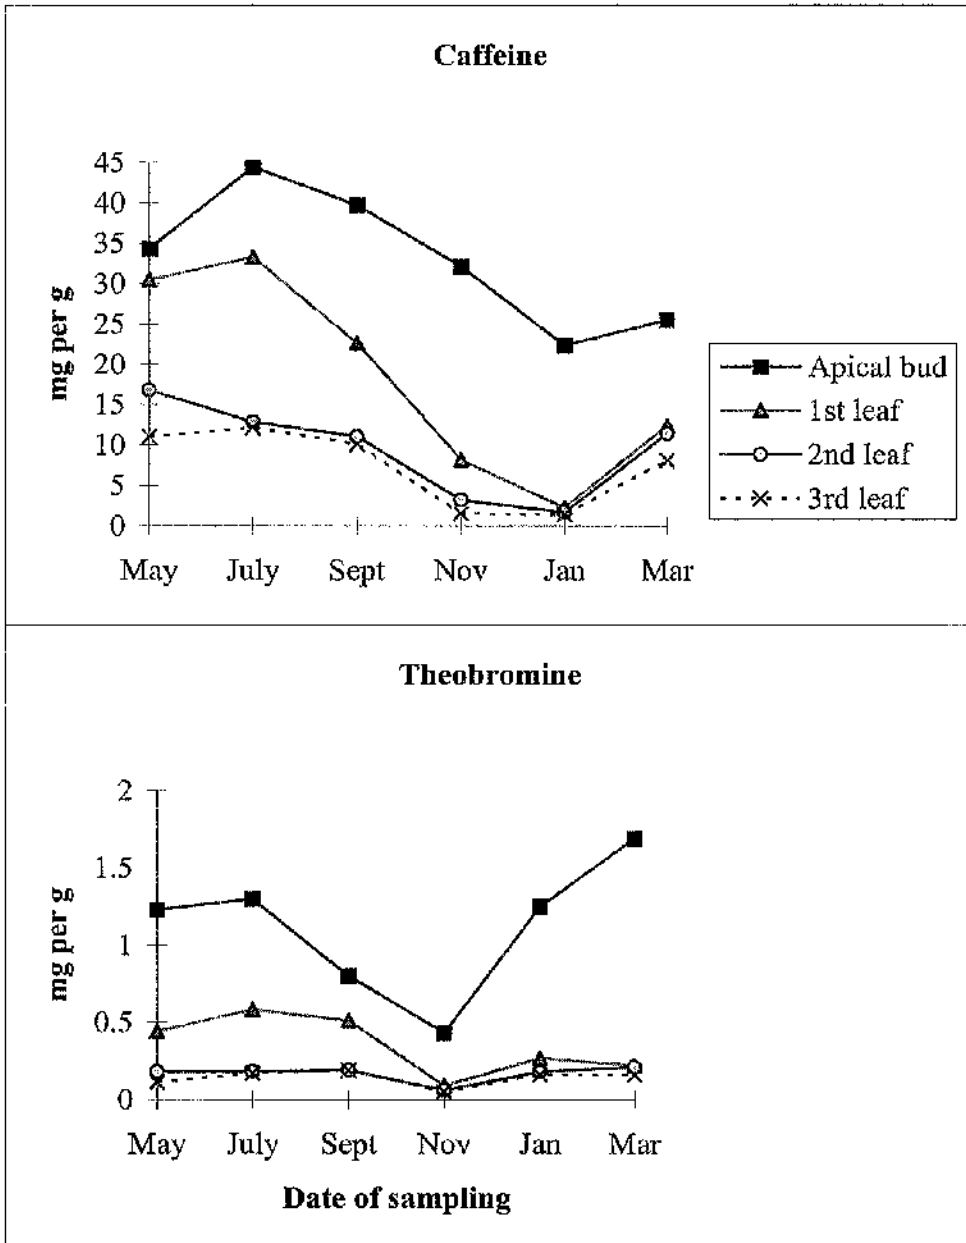 Caffeine
45
40
35
30
25
20
15
10
5
0
mg per g
May July Sept Nov Jan Mar
Apical bud
1st leaf
2nd leaf
3rd leaf
Theobromine
2
1.5
1
0.5
0
mg per g
May July Sept Nov Jan Mar
Date of sampling